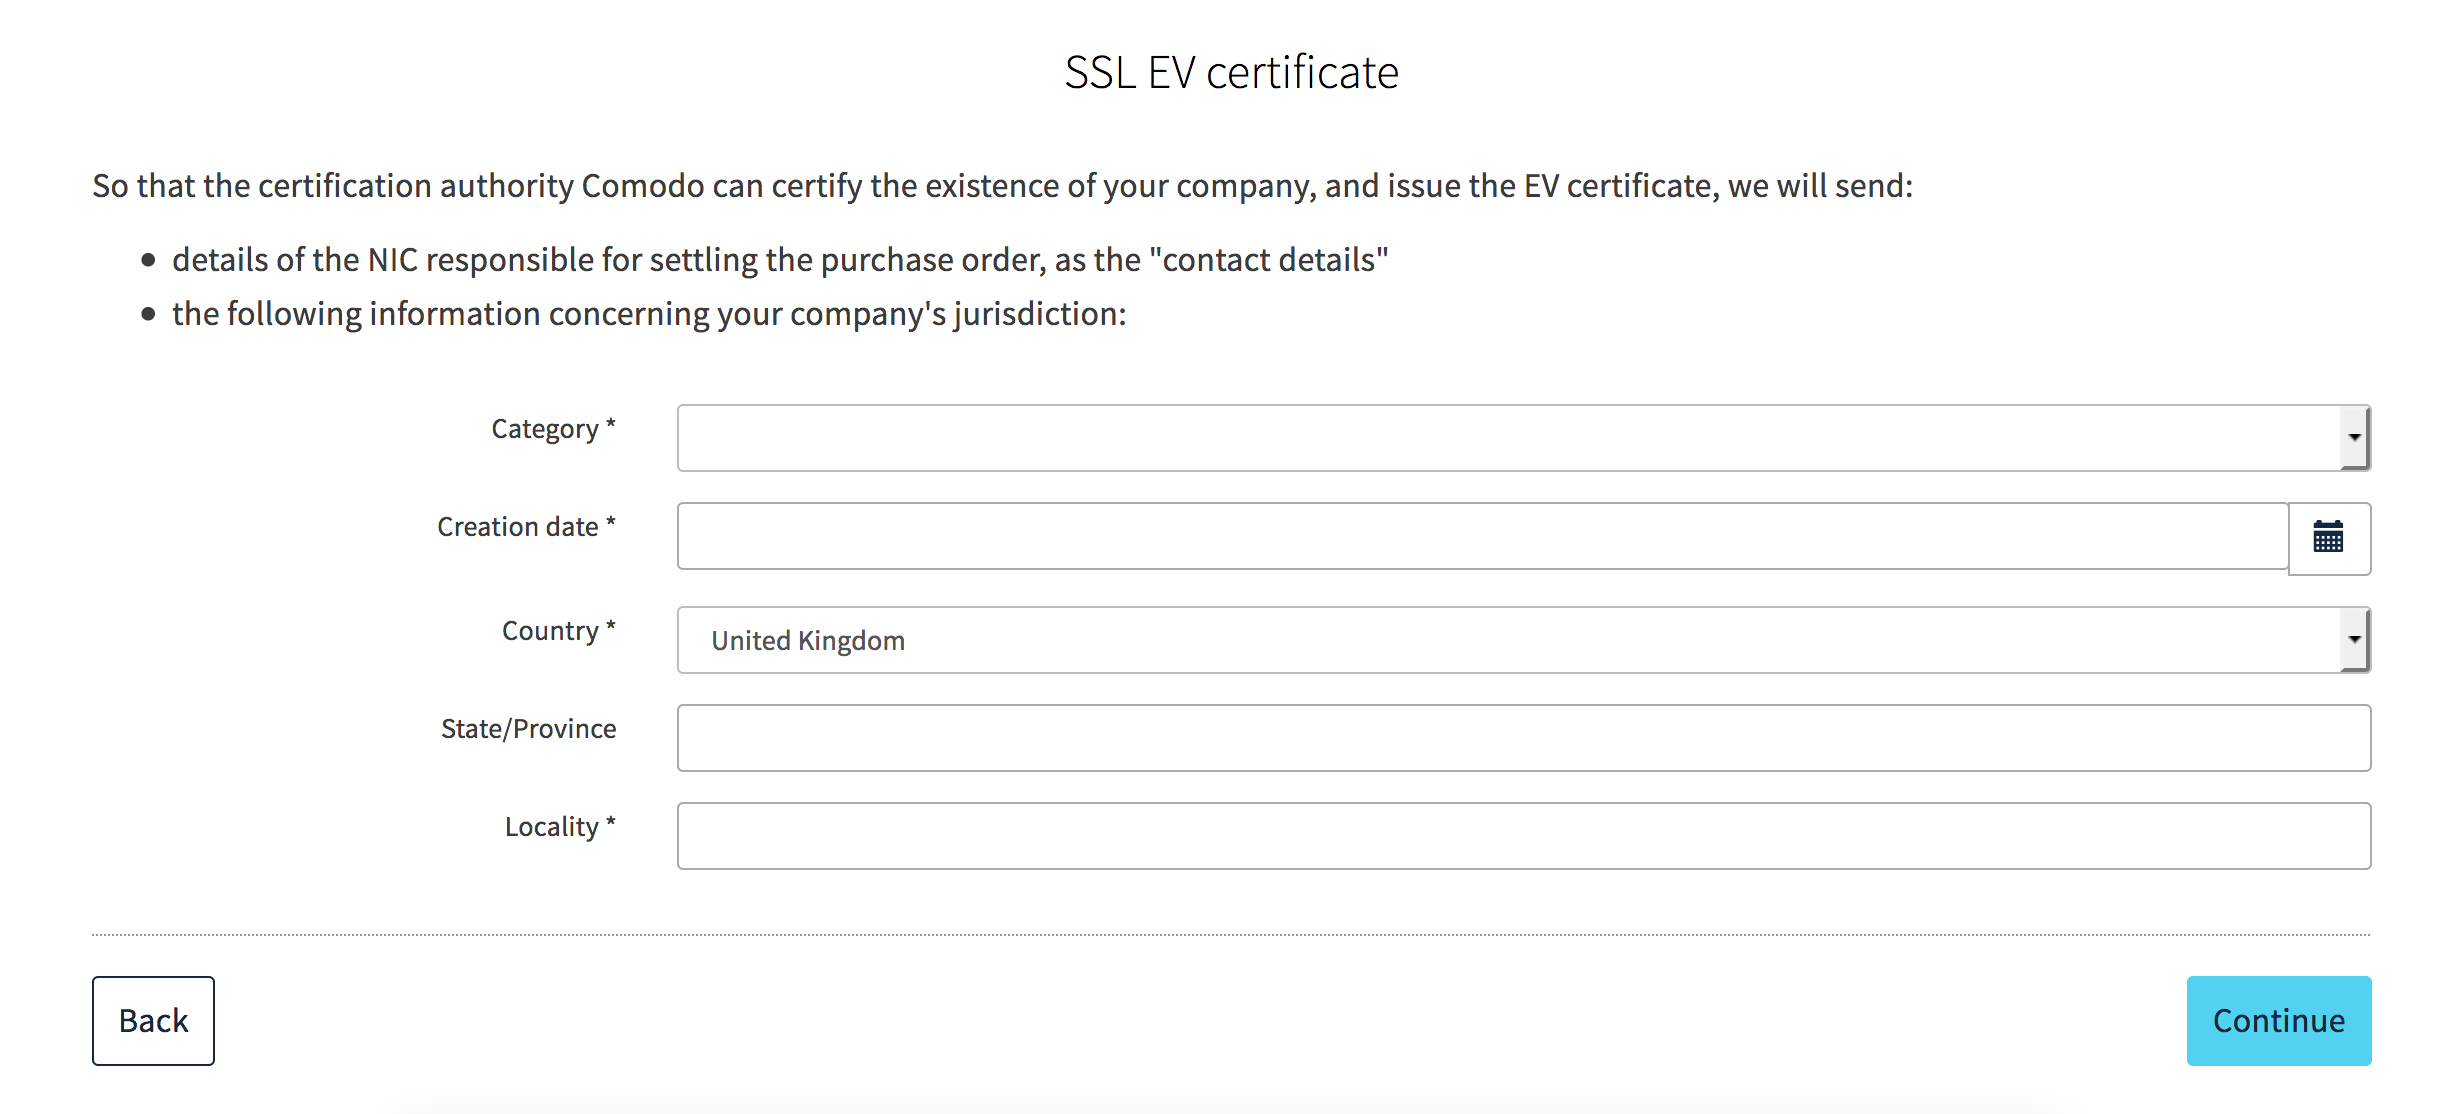 SSL EV certificate
So that the certification authority Comodo can certify the existence of your company, and issue the EV certificate, we will send:
• details of the NIC responsible for settling the purchase order, as the "contact details"
• the following information concerning your company's jurisdiction:
Category *
Creation date *
Country *
United Kingdom
State/Province
Locality *
Back
Continue